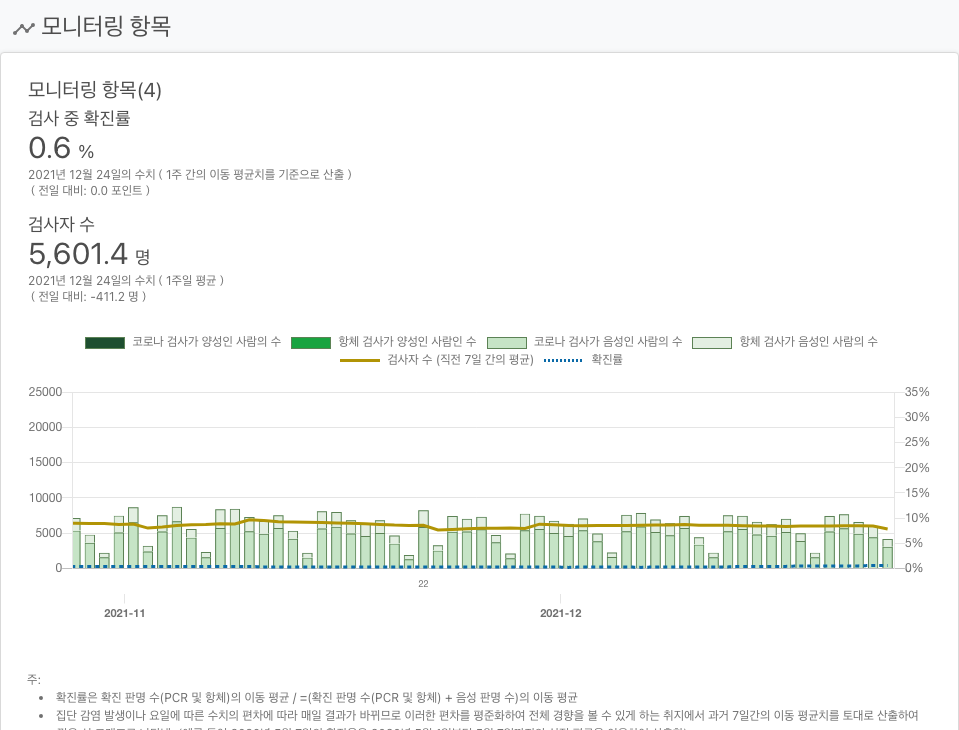 모니터링 항목
모니터링 항목(4)
검사 중 확진률
0.6 %
2021년 12월 24일의 수치 ( 1주 간의 이동 평균치를 기준으로 산출 )
( 전일 대비: 0.0 포인트 )
검사자 수
5,601.4 명
2021년 12월 24일의 수치 ( 1주일 평균 )
( 전일 대비: -411.2 명 )
코로나 검사가 양성인 사람의 수 항체 검사가 양성인 사람인 수 코로나 검사가 음성인 사람의 수 항체 검사가 음성인 사람의 수
검사자 수 (직전 7일 간의 평균) 확진률
25000 35%
30%
20000
25%
15000
20%
10000 15%
10%
5000
5%
0 0%
22
2021-11 2021-12
주:
• 확진률은 확진 판명 수(PCR 및 항체)의 이동 평균 / =(확진 판명 수(PCR 및 항체) + 음성 판명 수)의 이동 평균
• 집단 감염 발생이나 요일에 따른 수치의 편차에 따라 매일 결과가 바뀌므로 이러한 편차를 평준화하여 전체 경향을 볼 수 있게 하는 취지에서 과거 7일간의 이동 평균치를 토대로 산출하여